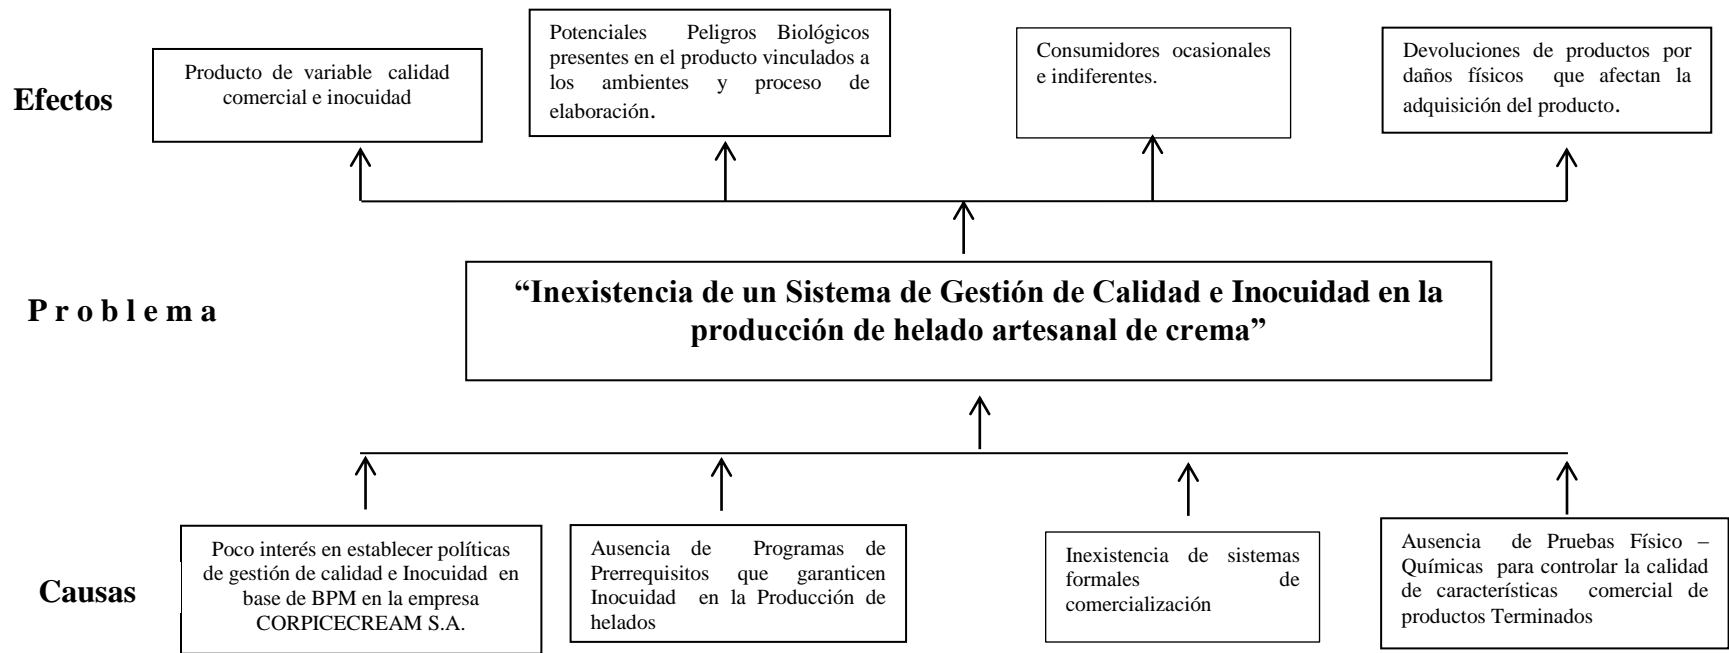 Efectos
Producto de variable calidad
comercial e inocuidad
Potenciales Peligros Biológicos
presentes en el producto vinculados a
los ambientes y proceso de
elaboración.
Consumidores ocasionales
e indiferentes.
Devoluciones de productos por
daños físicos que afectan la
adquisición del producto.
P r o b l e m a
“Inexistencia de un Sistema de Gestión de Calidad e Inocuidad en la
producción de helado artesanal de crema”
Causas
Poco interés en establecer políticas
de gestión de calidad e Inocuidad en
base de BPM en la empresa
CORPICECREAM S.A.
Ausencia de Programas de
Prerrequisitos que garanticen
Inocuidad en la Producción de
helados
Inexistencia de sistemas
formales de
comercialización
Ausencia de Pruebas Físico –
Químicas para controlar la calidad
de características comercial de
productos Terminados